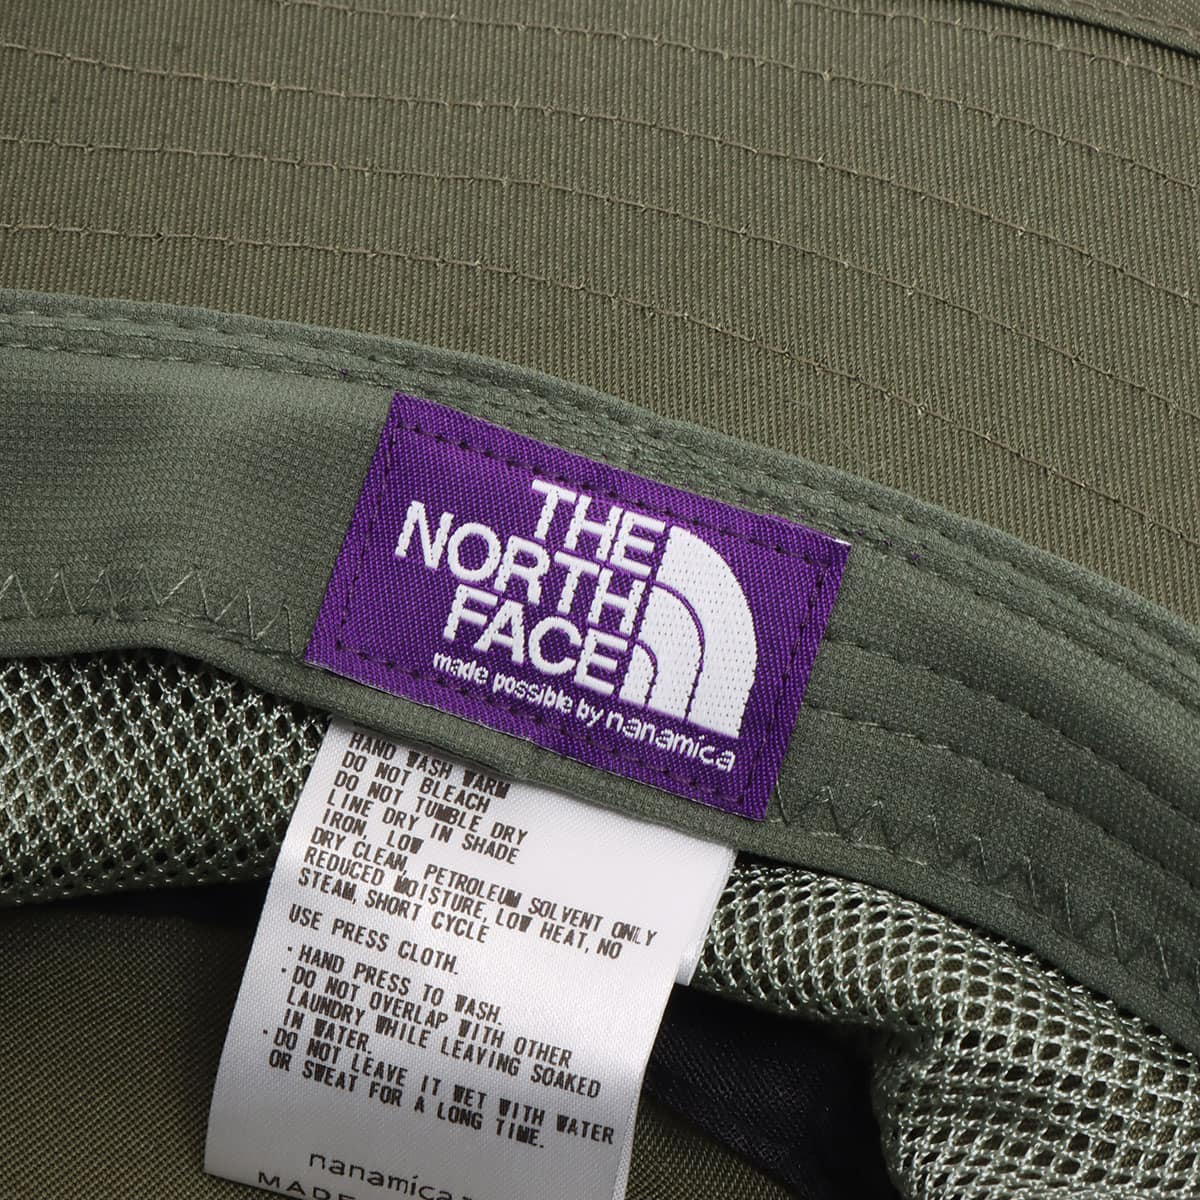 THE
NORTH
FACE
made possible by nanamica
HAND WASH WARM
DO NOT BLEACH
DO NOT TUMBLE DRY
LINE DRY IN SHADE
IRON, LOW
DRY CLEAN, PETROLEUM SOLVENT ONLY
REDUCED MOISTURE, LOW HEAT, NO
STEAM, SHORT CYCLE
USE PRESS CLOTH.
・HAND PRESS TO WASH.
・DO NOT OVERLAP WITH OTHER
LAUNDRY WHILE LEAVING SOAKED
IN WATER.
・DO NOT LEAVE IT WET WITH WATER
OR SWEAT FOR A LONG TIME.
nanamica
MADE